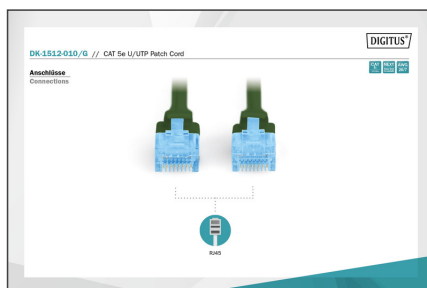 DIGITUS®
DK-1512-010/G // CAT 5e U/UTP Patch Cord
Anschlüsse
Connections
RJ45